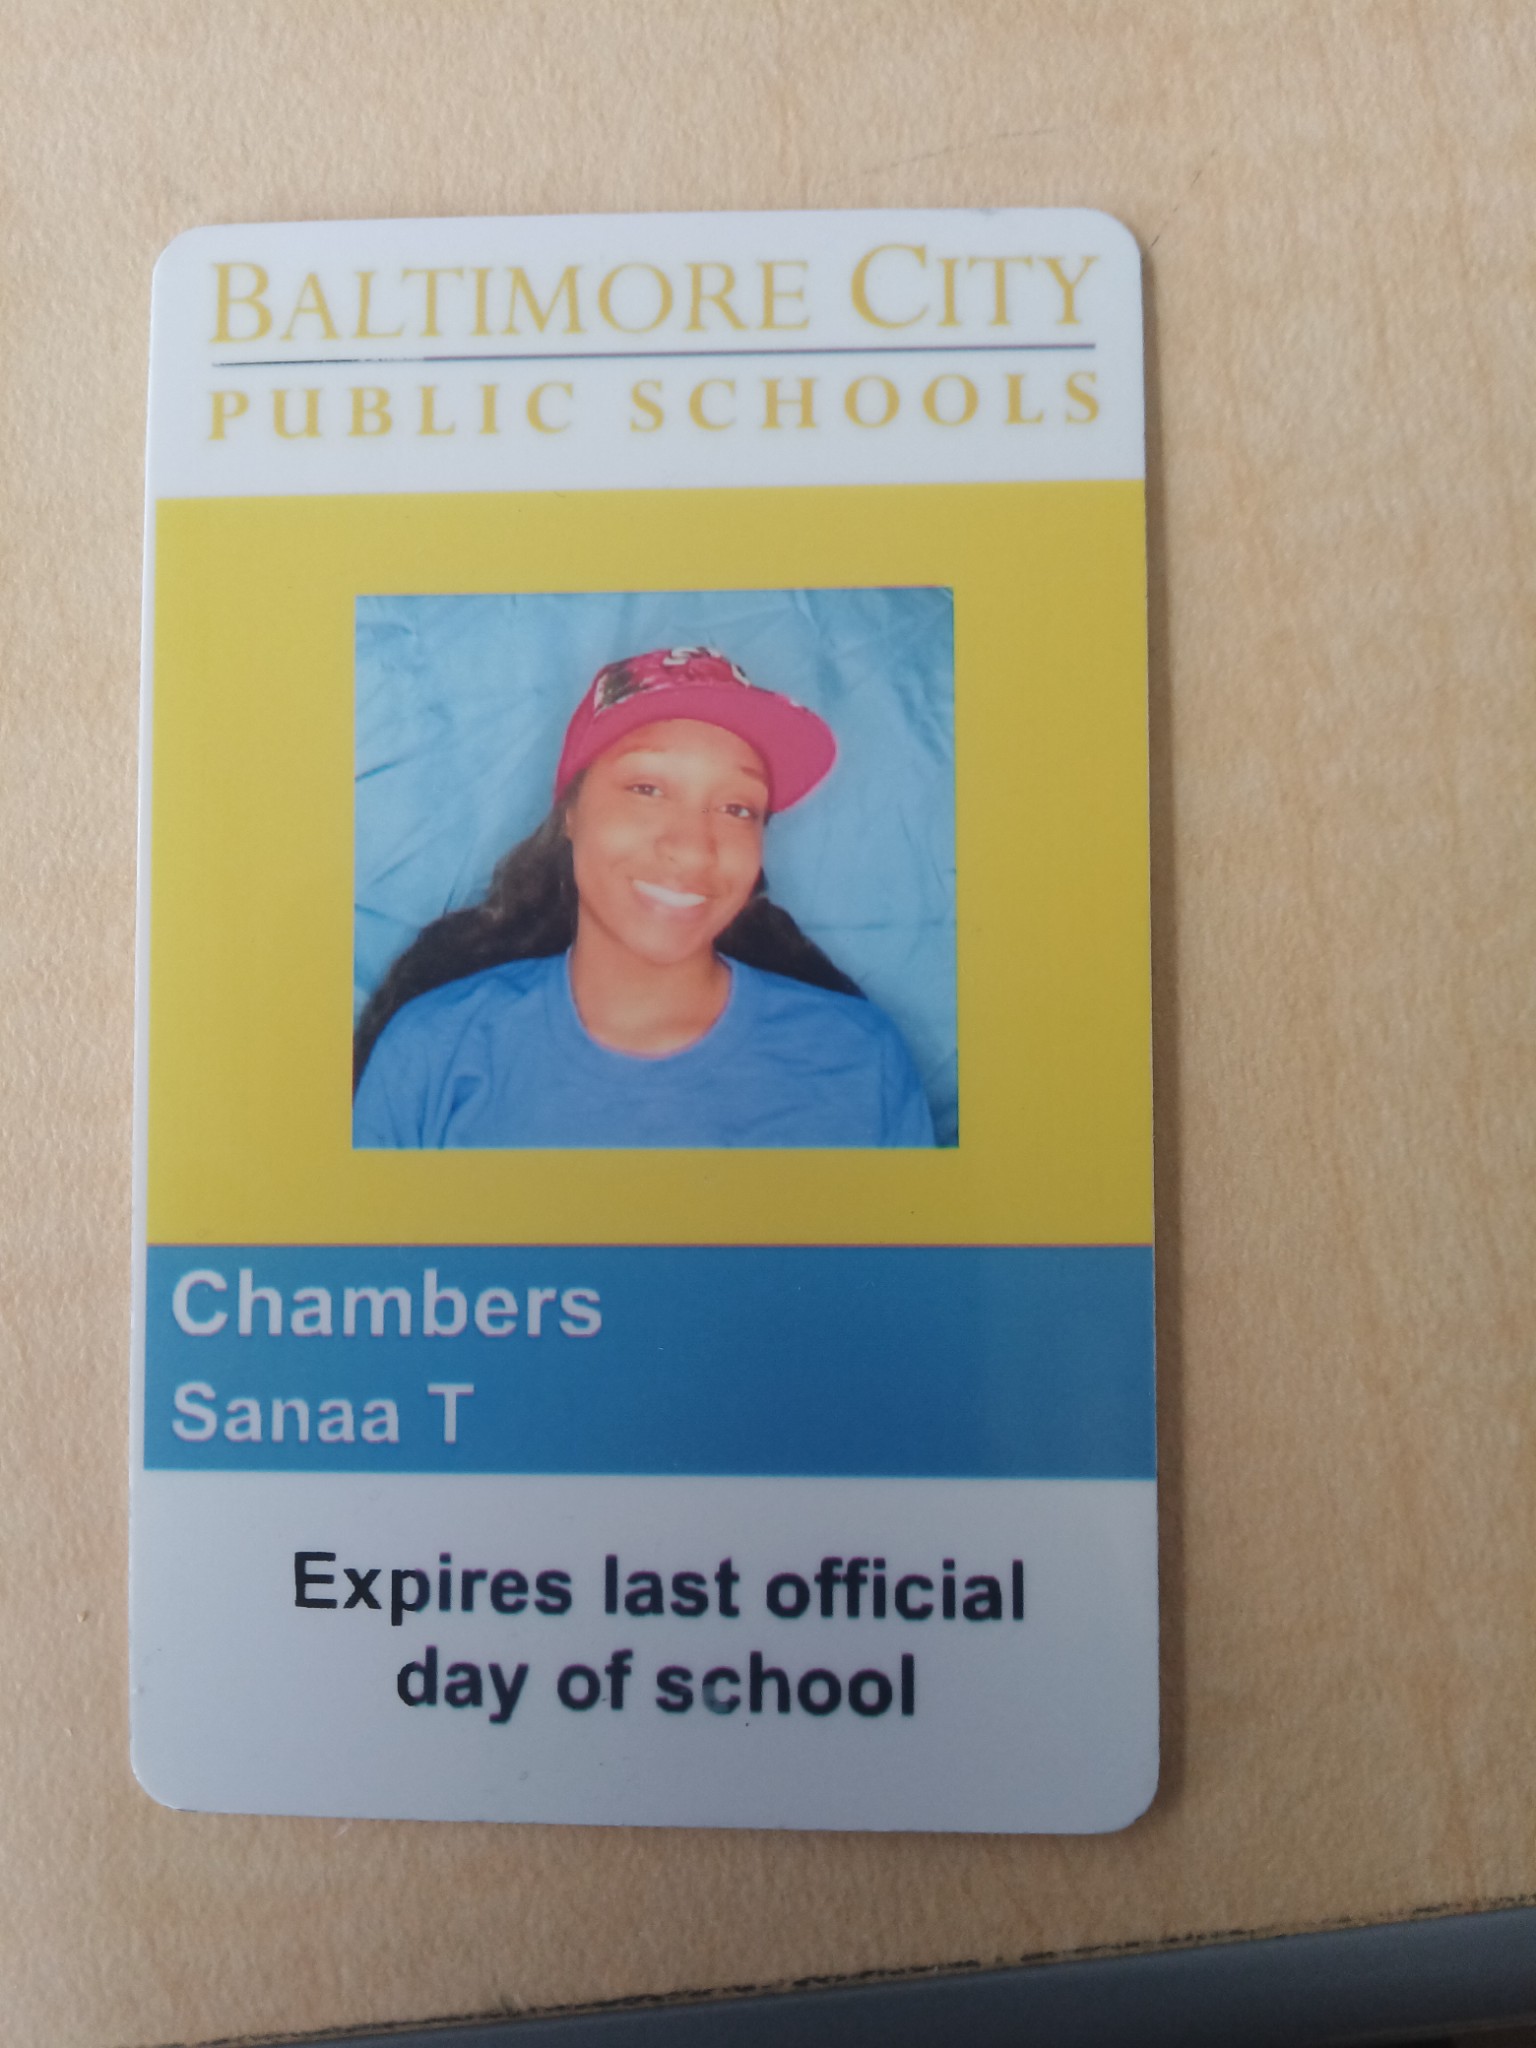 BALTIMORE CITY
PUBLIC SCHOOLS
Chambers
Sanaa T
Expires last official
day of school